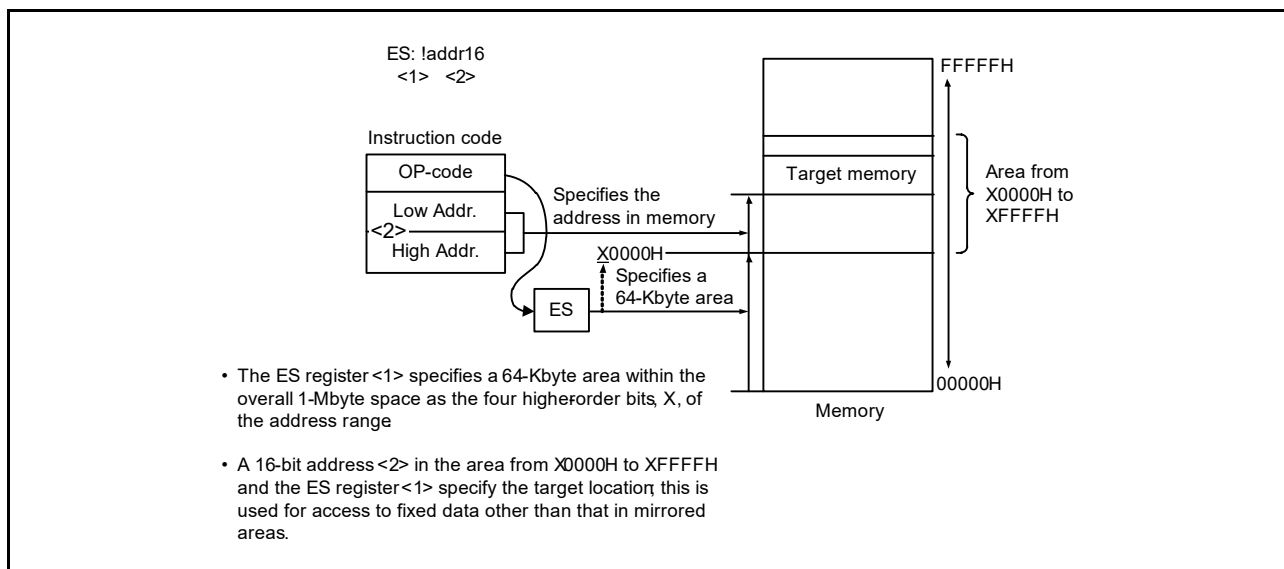 ES: !addr16
<1> <2>
FFFFFH
Instruction code
OP-code
Low Addr.
<2>
High Addr.
Specifies the
address in memory
Target memory
Area from
X0000H to
XFFFFH
X0000H
Specifies a
64-Kbyte area
ES
00000H
Memory
• The ES register <1> specifies a 64-Kbyte area within the
overall 1-Mbyte space as the four higher-order bits, X, of
the address range.
• A 16-bit address <2> in the area from X0000H to XFFFFH
and the ES register <1> specify the target location; this is
used for access to fixed data other than that in mirrored
areas.